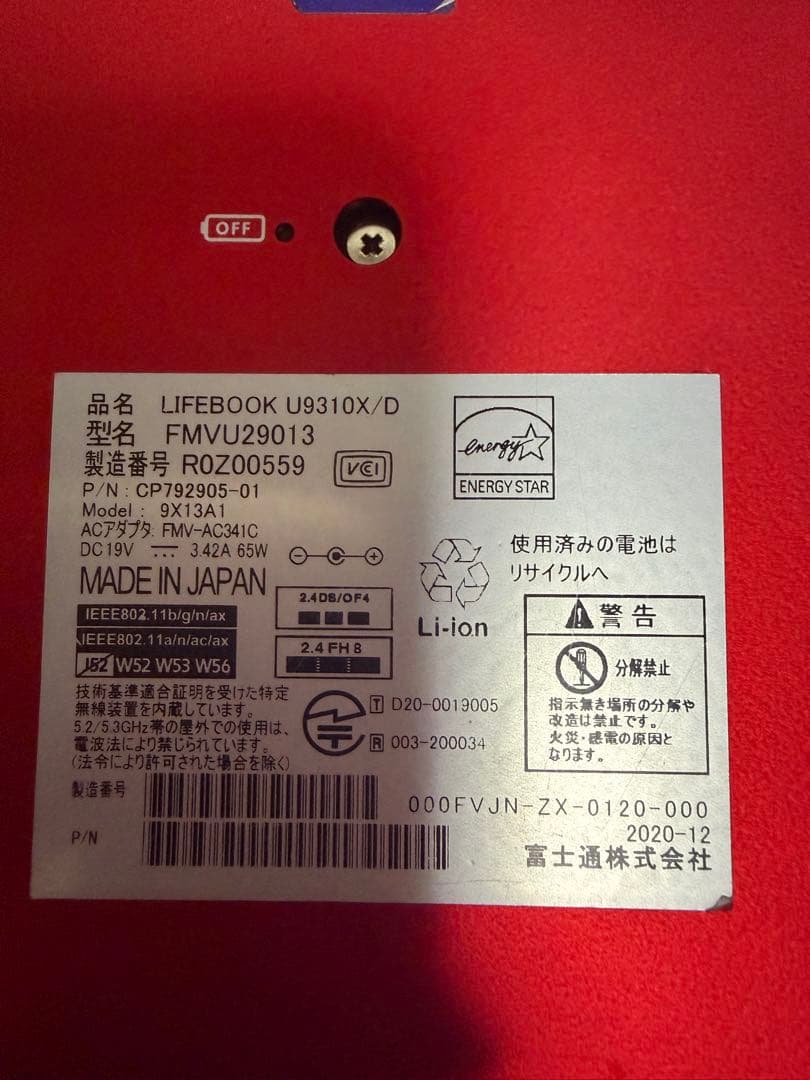 OFF
品名 LIFEBOOK U9310X/D
型名 FMVU29013
製造番号 R0Z00559
VCI
P/N : CP792905-01
Model : 9X13A1
ACアダプタ: FMV-AC341C
DC19V 3.42A 65W
MADE IN JAPAN
IEEE802.11b/g/n/ax
IEEE802.11a/n/ac/ax
J52 W52 W53 W56
2.4DS/OF4
2.4FH8
energy
ENERGY STAR
使用済みの電池は
リサイクルへ
Li-ion
警告
分解禁止
指示無き場所の分解や
改造は禁止です。
火災・感電の原因と
なります。
技術基準適合証明を受けた特定
無線装置を内蔵しています。
5.2/5.3GHz帯の屋外での使用は、
電波法により禁じられています。
(法令により許可された場合を除く)
T D20-0019005
R 003-200034
製造番号
P/N
000FVJN-ZX-0120-000
2020-12
富士通株式会社